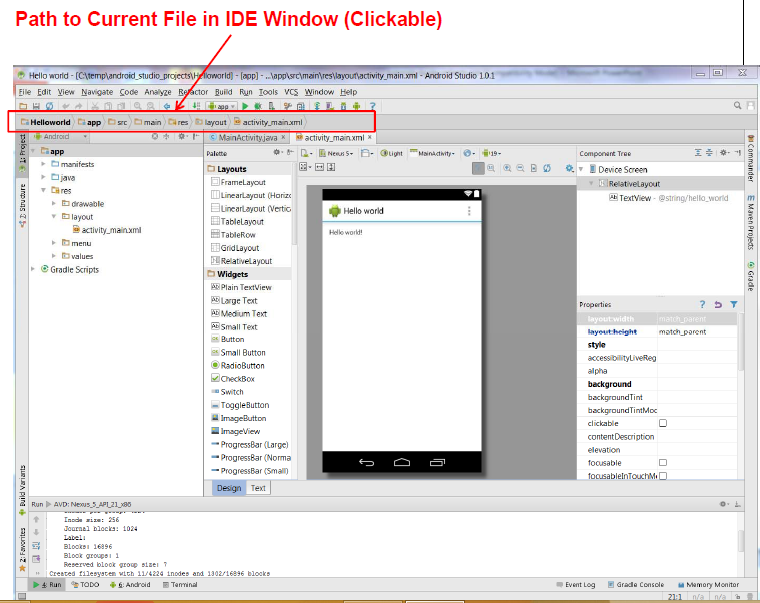 Path to Current File in IDE Window (Clickable)
Hello world - [C:\temp\android_studio_projects\Helloworld] - [app] - ...\app\src\main\res\layout\activity_main.xml - Android Studio 1.0.1
File Edit View Navigate Code Analyze Refactor Build Run Tools VCS Window Help
app
Helloworld app src main res layout activity_main.xml
1: Project
Android
MainActivity.java
activity_main.xml
Commander
app
manifests
java
res
drawable
layout
activity_main.xml
menu
values
Gradle Scripts
Z: Structure
Palette
Layouts
FrameLayout
LinearLayout (Horizo
LinearLayout (Vertica
TableLayout
TableRow
GridLayout
RelativeLayout
Widgets
Plain TextView
Large Text
Medium Text
Small Text
Button
Small Button
RadioButton
CheckBox
Switch
ToggleButton
ImageButton
ImageView
ProgressBar (Large)
ProgressBar (Norma
ProgressBar (Small)
Design Text
Nexus 5 Light MainActivity 19
Hello world
Hello world!
Component Tree
Device Screen
RelativeLayout
TextView - @string/hello_world
Maven Projects
Gradle
Properties
layout:width match_parent
layout:height match_parent
style
accessibilityLiveReg
alpha
background
backgroundTint
backgroundTintMod
clickable
contentDescription
elevation
focusable
focusableInTouchM
Build Variants
2: Favorites
Run AVD: Nexus_5_API_21_x86
Inode size: 256
Journal blocks: 1024
Label:
Blocks: 16896
Block groups: 1
Reserved block group size: 7
Created filesystem with 11/4224 inodes and 1302/16896 blocks
4: Run TODO 6: Android Terminal Event Log Gradle Console Memory Monitor
21:1 n/a n/a